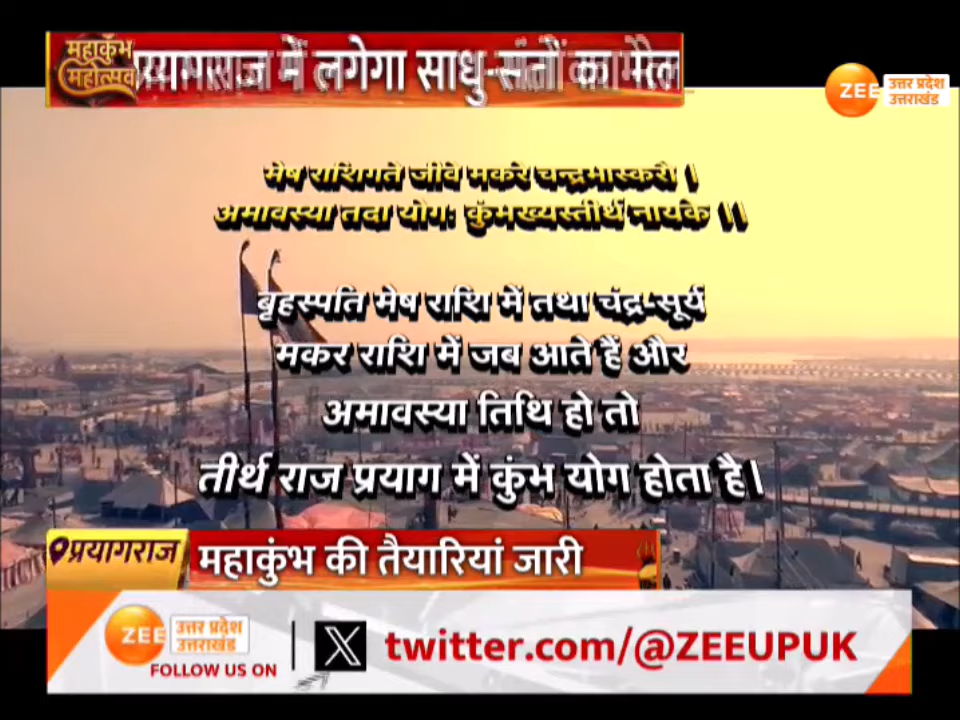 महाकुंभ
महोत्सव
प्रयागराज में लगेगा साधु-संतों का
ZEE
उत्तर प्रदेश
उत्तराखंड
मेष राशिगते जीवे मकरे चन्द्रभास्करौ ।
अमावस्या तदा योगः कुंभख्यस्तीर्थ नायके ।।
बृहस्पति मेष राशि में तथा चंद्र-सूर्य
मकर राशि में जब आते हैं और
अमावस्या तिथि हो तो
तीर्थ राज प्रयाग में कुंभ योग होता है।
प्रयागराज
महाकुंभ की तैयारियां जारी
ZEE
उत्तर प्रदेश
उत्तराखंड
FOLLOW US ON
X
twitter.com/@ZEEUPUK